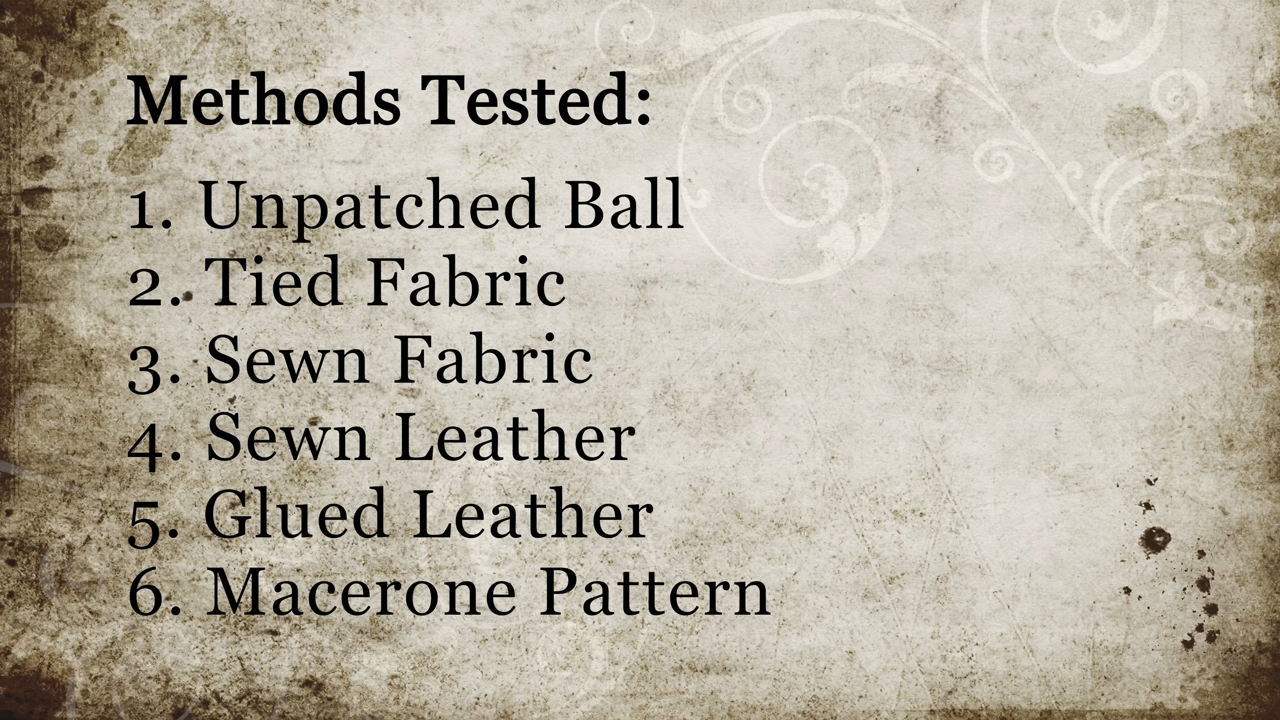 Methods Tested:
1. Unpatched Ball
2. Tied Fabric
3. Sewn Fabric
4. Sewn Leather
5. Glued Leather
6. Macerone Pattern